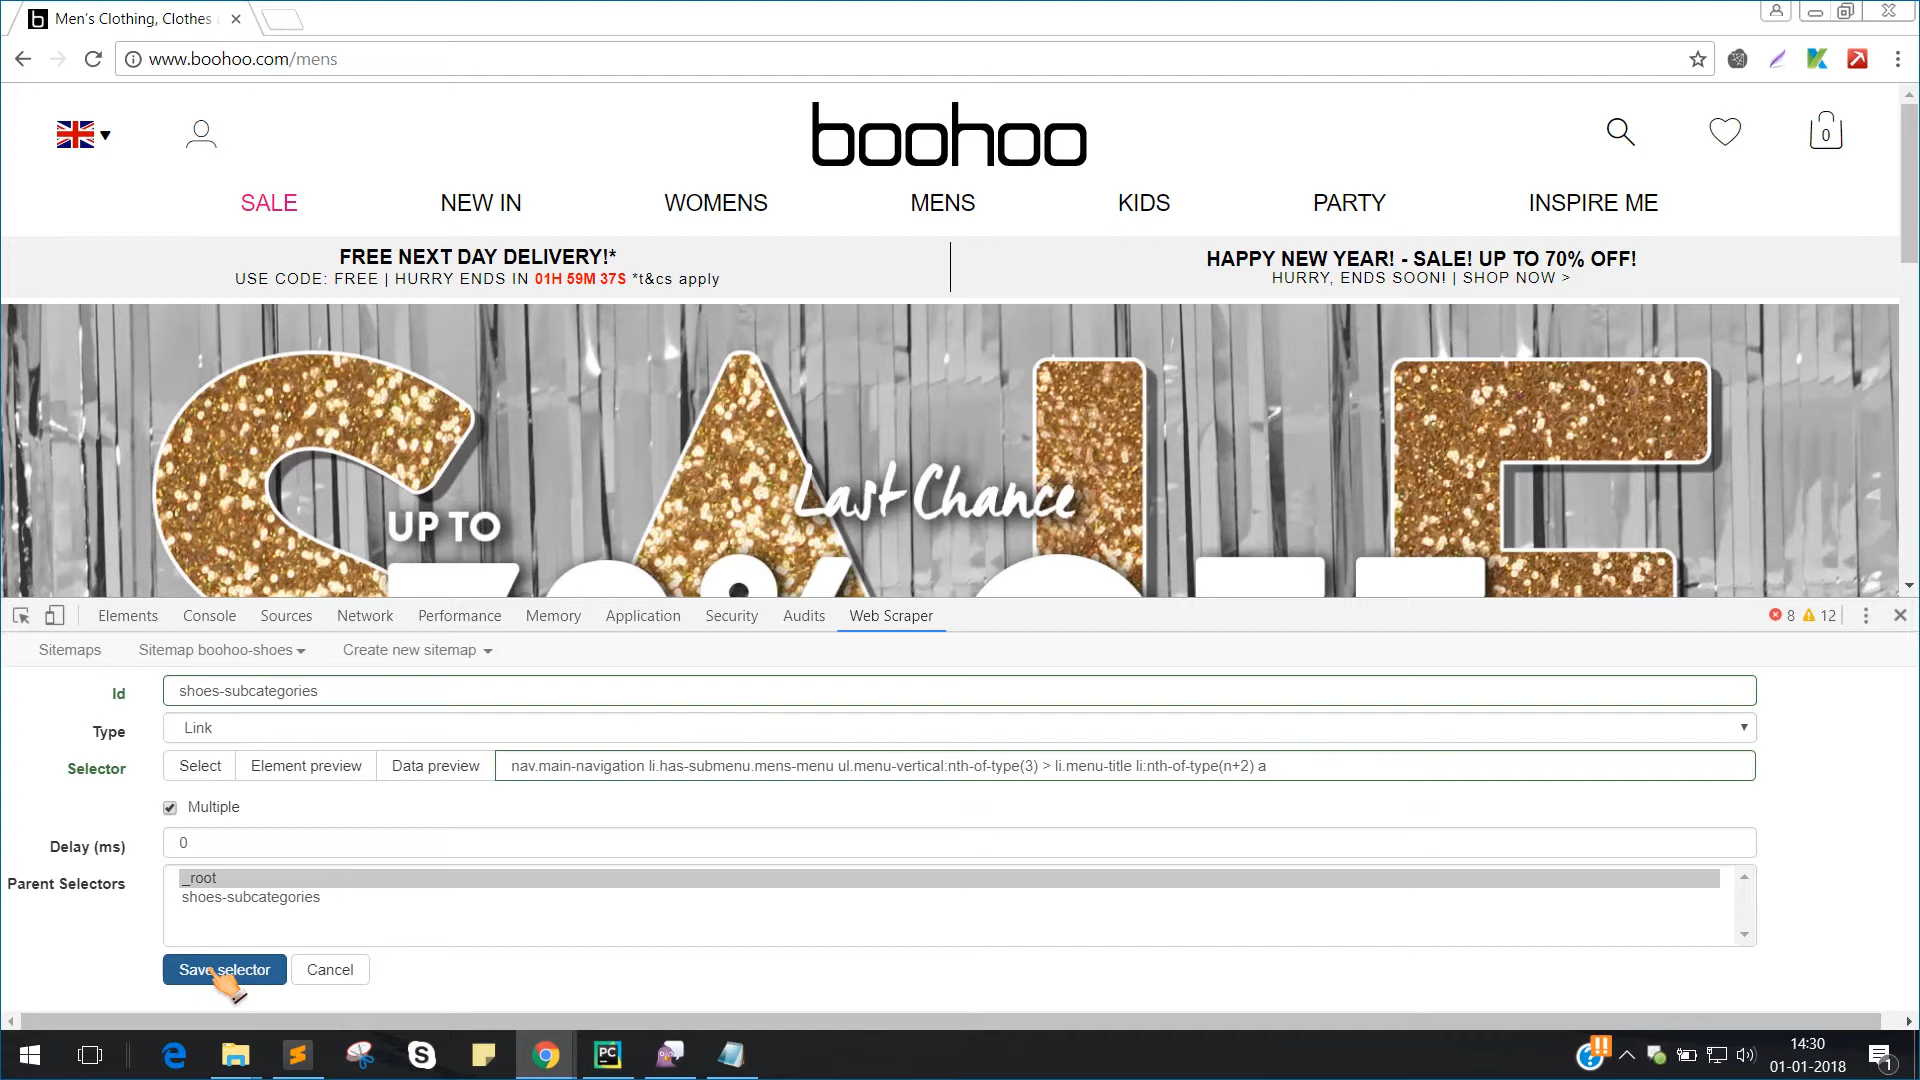 Men's Clothing, Clothes
www.boohoo.com/mens
boohoo
0
SALE NEW IN WOMENS MENS KIDS PARTY INSPIRE ME
FREE NEXT DAY DELIVERY!*
USE CODE: FREE | HURRY ENDS IN 01H 59M 37S *t&cs apply
HAPPY NEW YEAR! - SALE! UP TO 70% OFF!
HURRY, ENDS SOON! | SHOP NOW >
SALE
Last Chance
UP TO
70% OFF
Elements Console Sources Network Performance Memory Application Security Audits Web Scraper 8 12
Sitemaps Sitemap boohoo-shoes Create new sitemap
Id shoes-subcategories
Type Link
Selector Select Element preview Data preview nav.main-navigation li.has-submenu.mens-menu ul.menu-vertical:nth-of-type(3) > li.menu-title li:nth-of-type(n+2) a
Multiple
Delay (ms) 0
Parent Selectors _root
shoes-subcategories
Save selector Cancel
14:30
01-01-2018
1